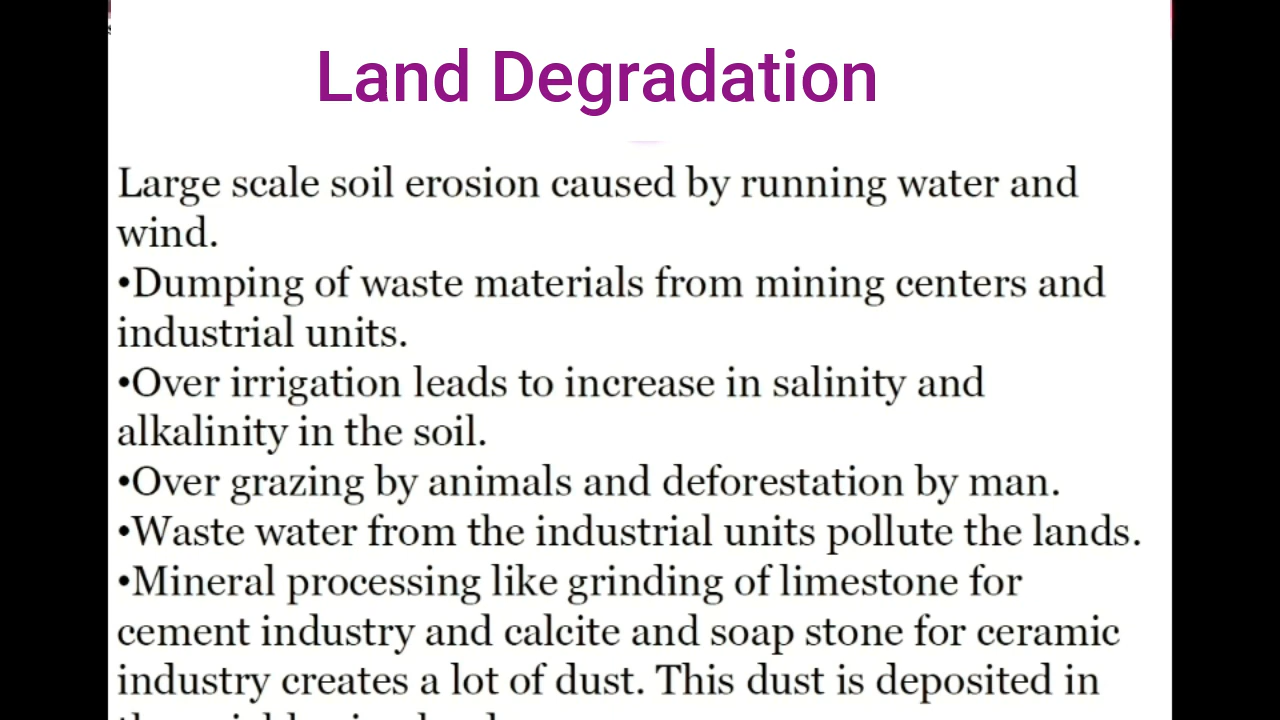 Land Degradation
Large scale soil erosion caused by running water and
wind.
•Dumping of waste materials from mining centers and
industrial units.
•Over irrigation leads to increase in salinity and
alkalinity in the soil.
•Over grazing by animals and deforestation by man.
•Waste water from the industrial units pollute the lands.
•Mineral processing like grinding of limestone for
cement industry and calcite and soap stone for ceramic
industry creates a lot of dust. This dust is deposited in